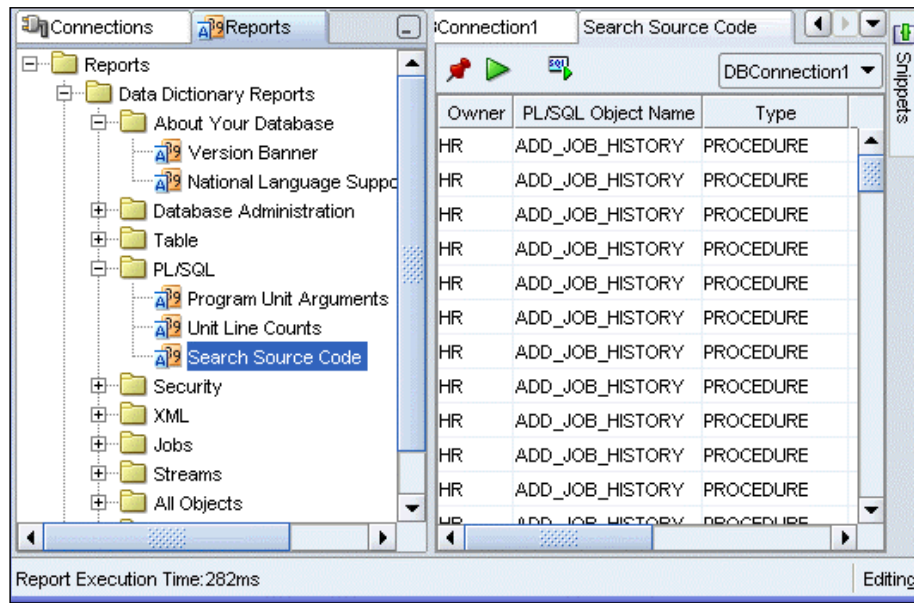 Connections
Reports
Connection1
Search Source Code
Snippets
Reports
Data Dictionary Reports
About Your Database
Version Banner
National Language Suppo
Database Administration
Table
PL/SQL
Program Unit Arguments
Unit Line Counts
Search Source Code
Security
XML
Jobs
Streams
All Objects
SQL
DBConnection1
Owner PL/SQL Object Name Type
HR ADD_JOB_HISTORY PROCEDURE
HR ADD_JOB_HISTORY PROCEDURE
HR ADD_JOB_HISTORY PROCEDURE
HR ADD_JOB_HISTORY PROCEDURE
HR ADD_JOB_HISTORY PROCEDURE
HR ADD_JOB_HISTORY PROCEDURE
HR ADD_JOB_HISTORY PROCEDURE
HR ADD_JOB_HISTORY PROCEDURE
HR ADD_JOB_HISTORY PROCEDURE
HR ADD_JOB_HISTORY PROCEDURE
HR ADD_JOB_HISTORY PROCEDURE
HR ADD_JOB_HISTORY PROCEDURE
Report Execution Time:282ms
Editing